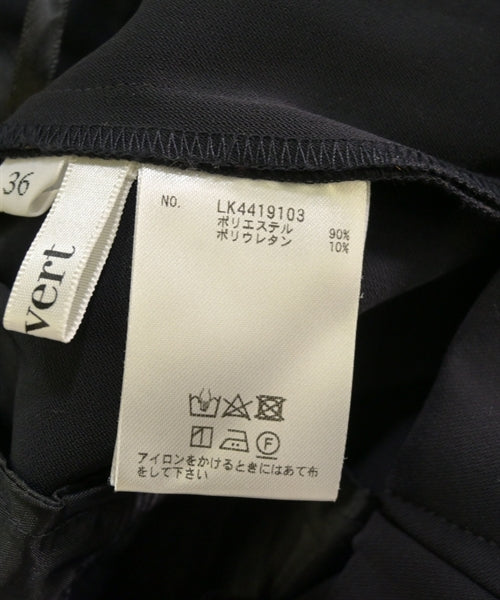 36
vert
NO. LK4419103
ポリエステル 90%
ポリウレタン 10%
F
アイロンをかけるときにはあて布
をして下さい